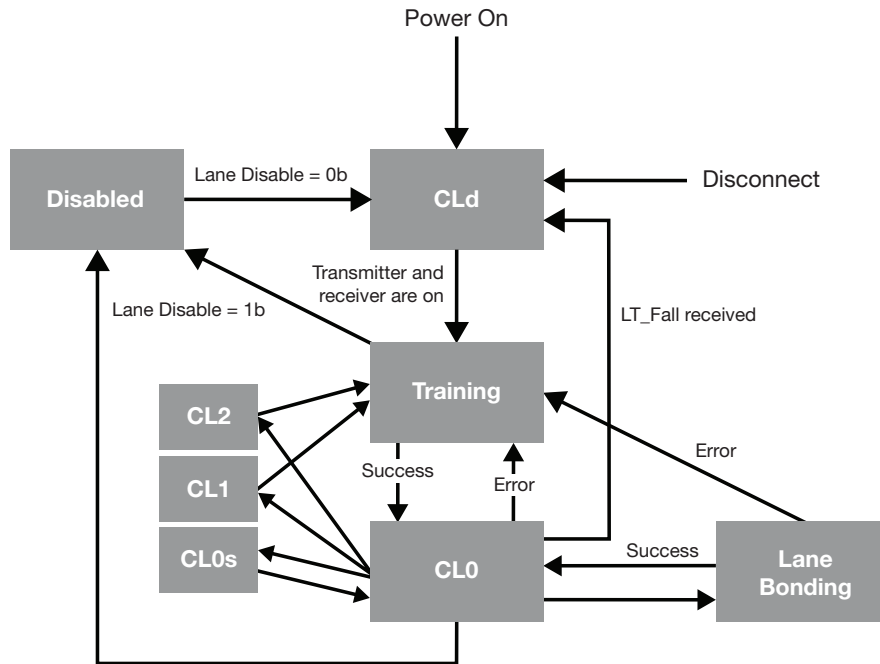 Power On
Disabled
Lane Disable = 0b
CLd
Disconnect
Transmitter and
receiver are on
Lane Disable = 1b
LT_Fall received
Training
CL2
CL1
CL0s
Success
Error
Error
CL0
Success
Lane
Bonding